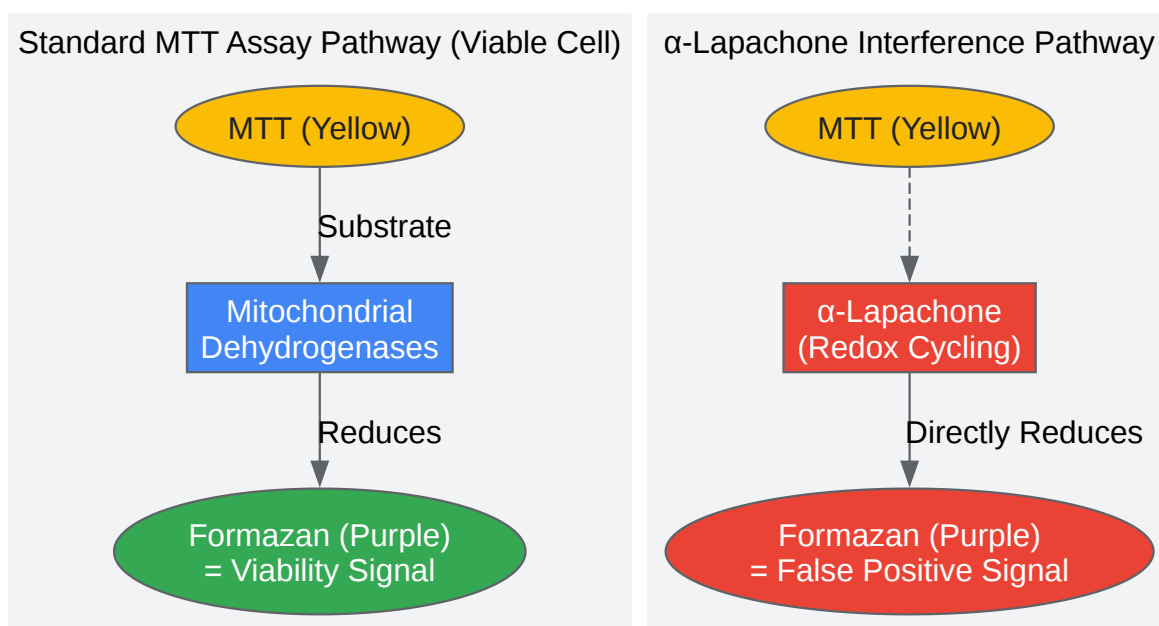 Standard MTT Assay Pathway (Viable Cell)
MTT (Yellow)
Substrate
Mitochondrial
Dehydrogenases
Reduces
Formazan (Purple)
= Viability Signal
α-Lapachone Interference Pathway
MTT (Yellow)
α-Lapachone
(Redox Cycling)
Directly Reduces
Formazan (Purple)
= False Positive Signal